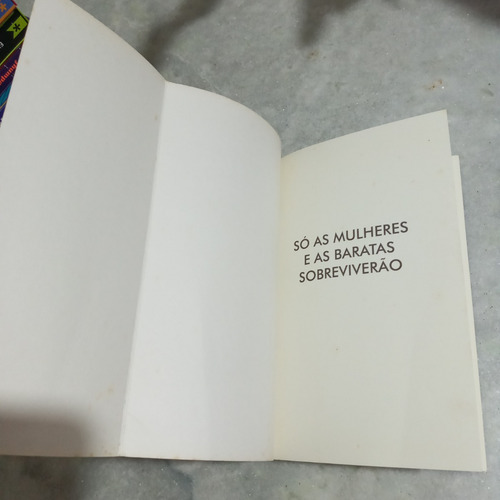 SÓ AS MULHERES
E AS BARATAS
SOBREVIVERÃO